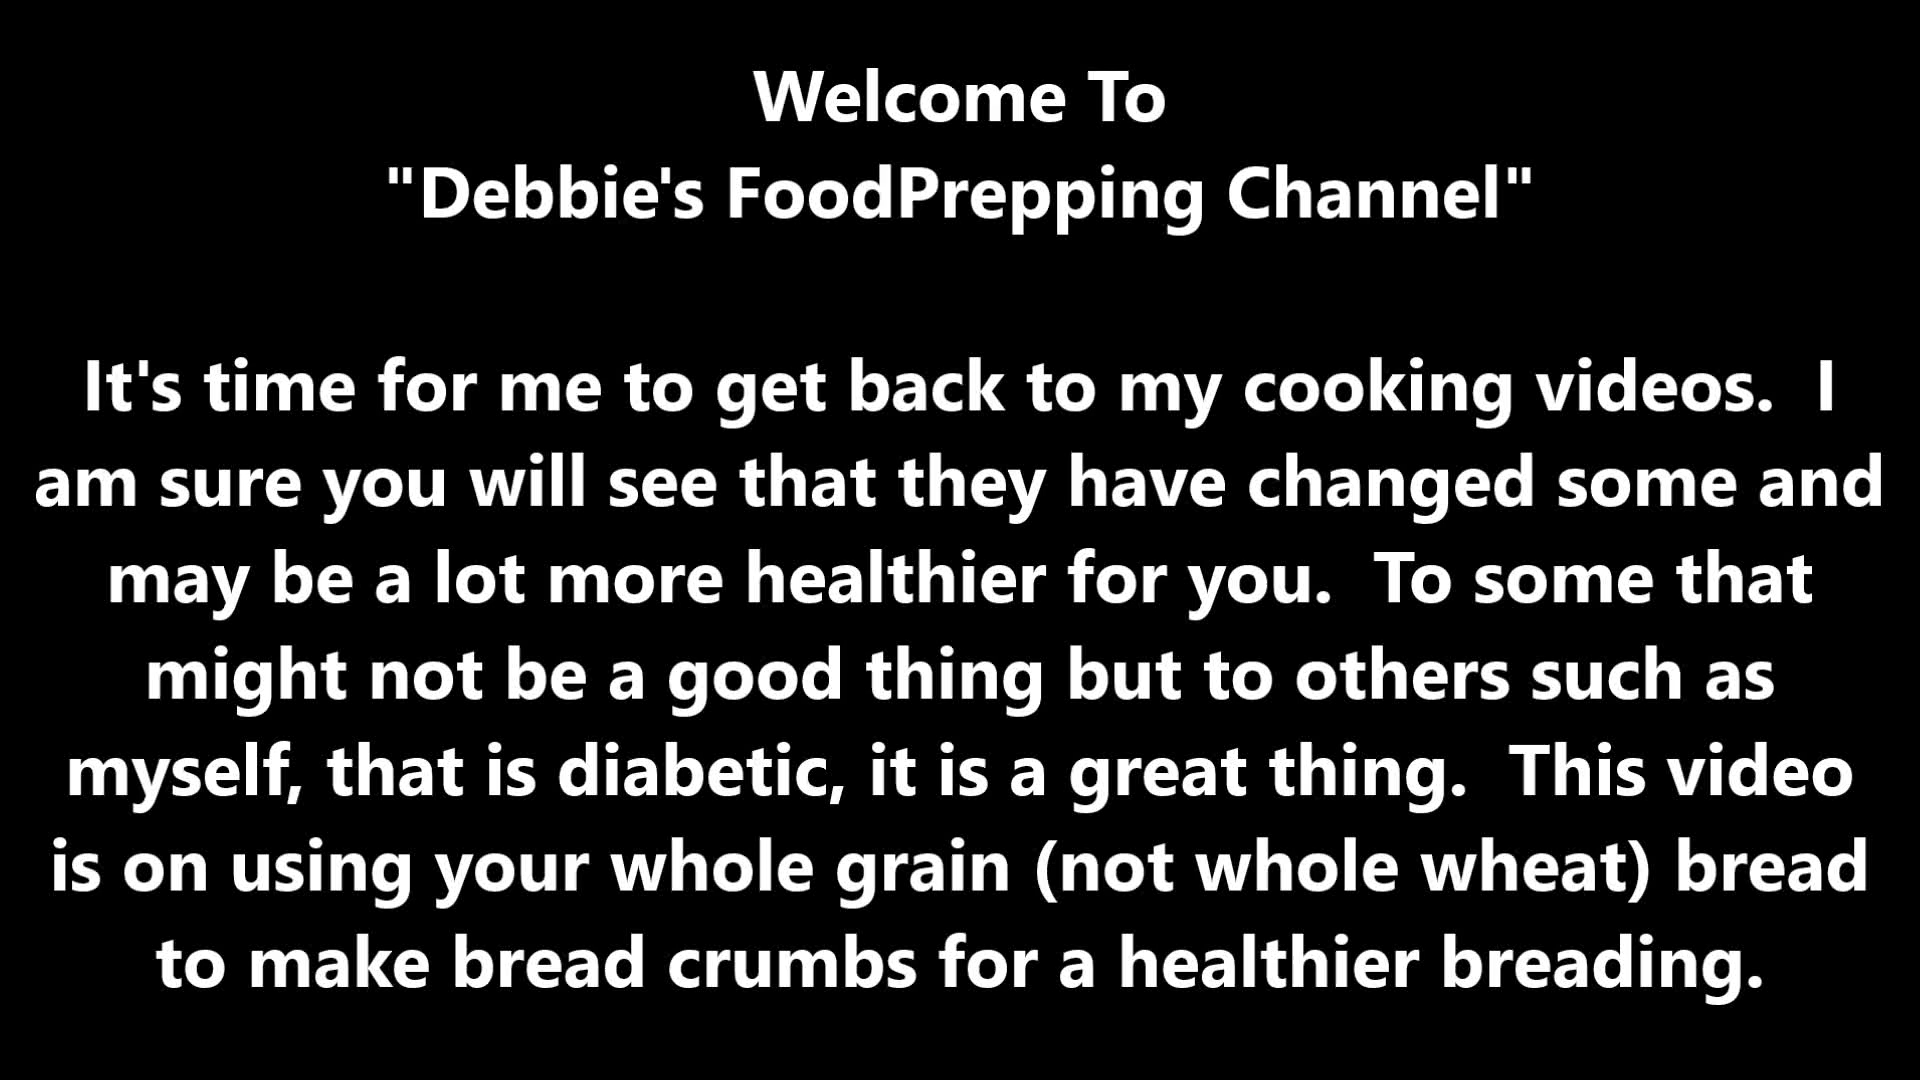 Welcome To
"Debbie's FoodPrepping Channel"
It's time for me to get back to my cooking videos.  I
am sure you will see that they have changed some and
may be a lot more healthier for you.  To some that
might not be a good thing but to others such as
myself, that is diabetic, it is a great thing.  This video
is on using your whole grain (not whole wheat) bread
to make bread crumbs for a healthier breading.